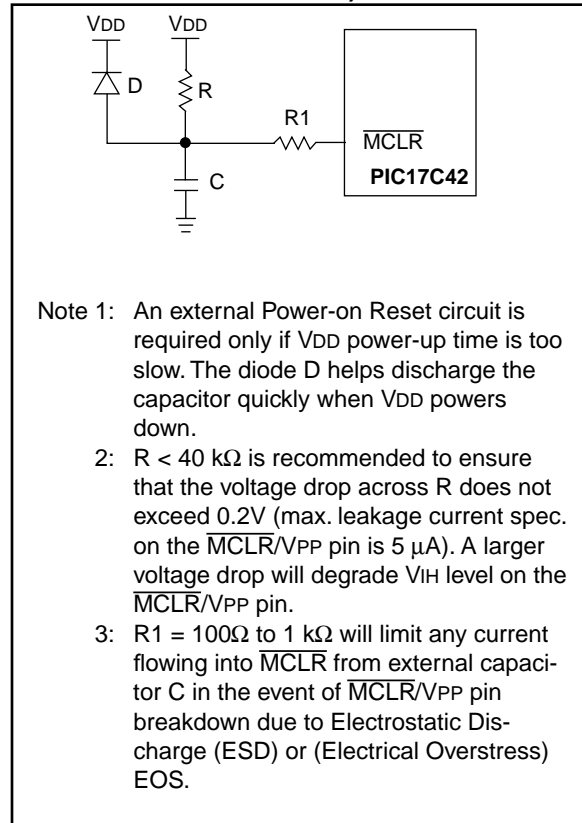 VDD VDD
D
R
R1
MCLR
PIC17C42
C
Note 1: An external Power-on Reset circuit is
required only if VDD power-up time is too
slow. The diode D helps discharge the
capacitor quickly when VDD powers
down.
2: R < 40 kΩ is recommended to ensure
that the voltage drop across R does not
exceed 0.2V (max. leakage current spec.
on the MCLR/VPP pin is 5 μA). A larger
voltage drop will degrade VIH level on the
MCLR/VPP pin.
3: R1 = 100Ω to 1 kΩ will limit any current
flowing into MCLR from external capaci-
tor C in the event of MCLR/VPP pin
breakdown due to Electrostatic Dis-
charge (ESD) or (Electrical Overstress)
EOS.